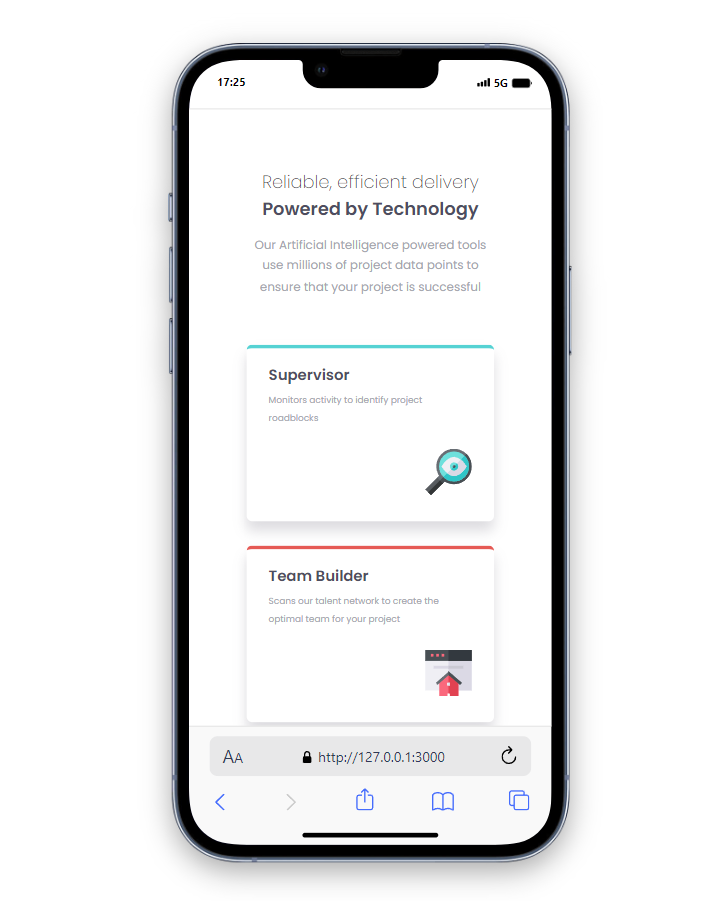 17:25
5G
Reliable, efficient delivery
Powered by Technology
Our Artificial Intelligence powered tools
use millions of project data points to
ensure that your project is successful
Supervisor
Monitors activity to identify project
roadblocks
Team Builder
Scans our talent network to create the
optimal team for your project
AA
http://127.0.0.1:3000